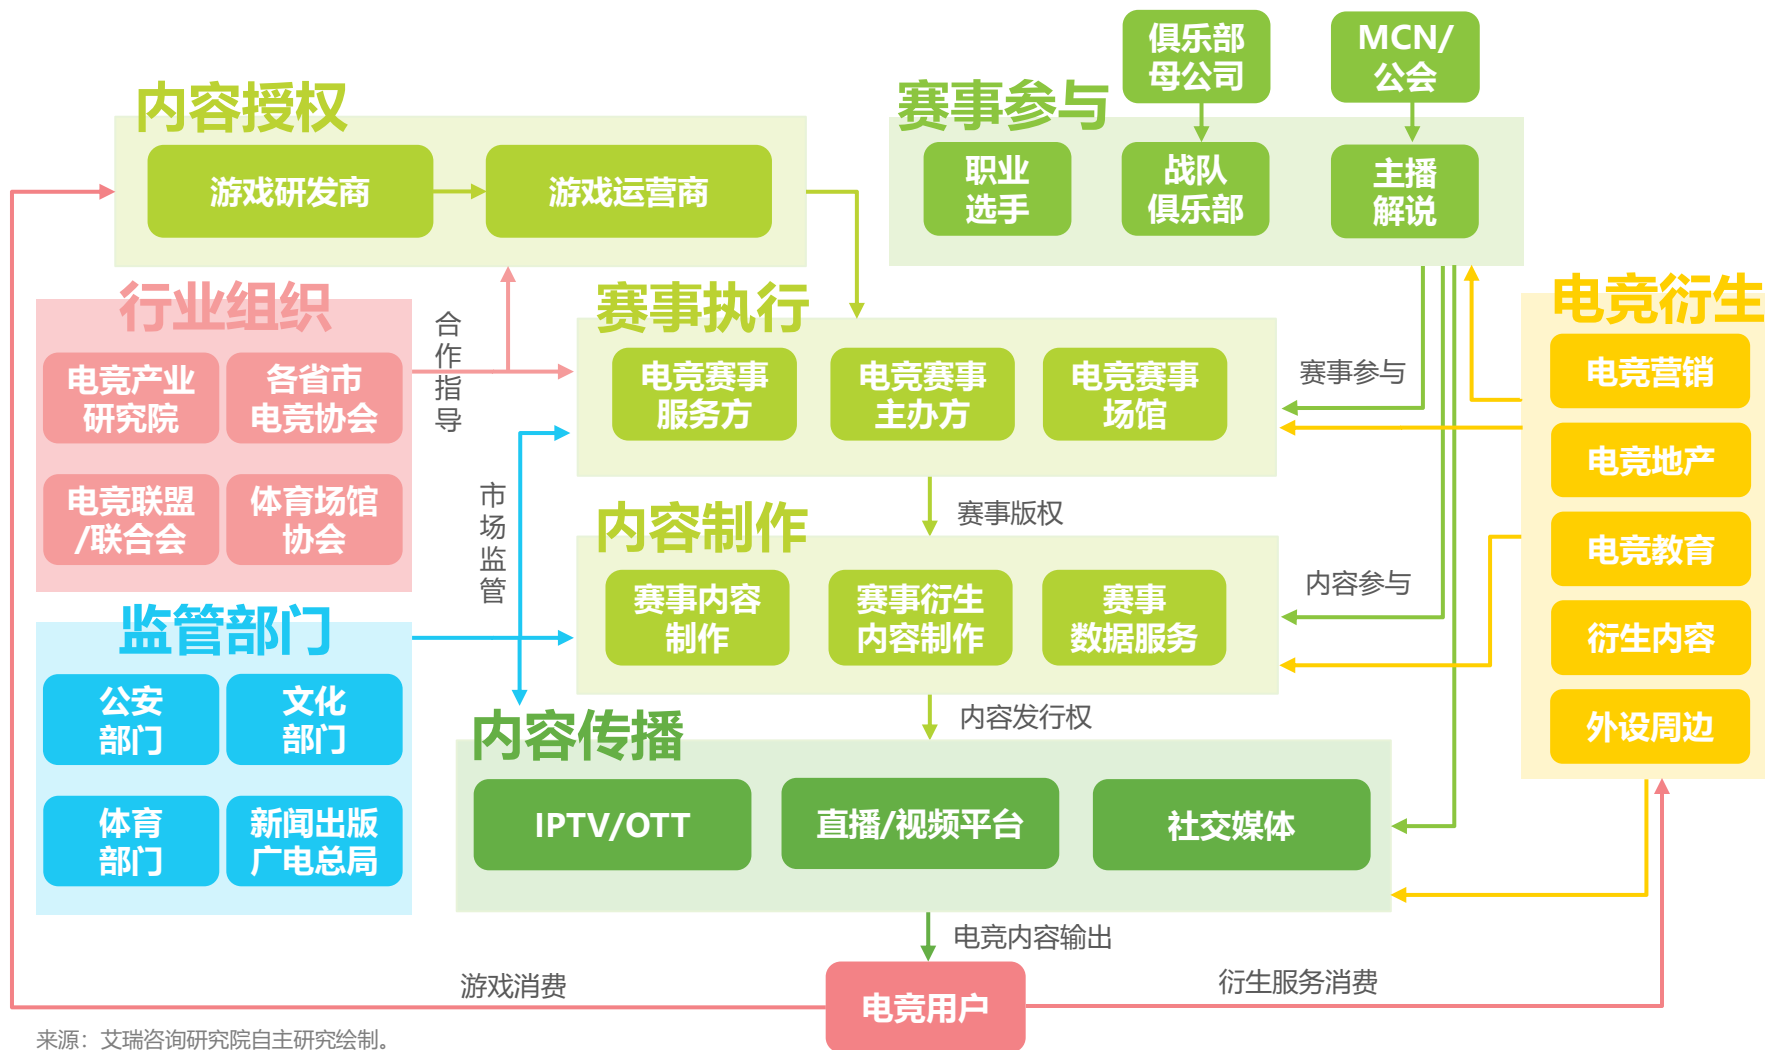 俱乐部
母公司
MCN/
公会
内容授权
游戏研发商
游戏运营商
赛事参与
职业
选手
战队
俱乐部
主播
解说
行业组织
电竞产业
研究院
各省市
电竞协会
电竞联盟
/联合会
体育场馆
协会
合作指导
赛事执行
电竞赛事
服务方
电竞赛事
主办方
电竞赛事
场馆
赛事参与
电竞衍生
电竞营销
电竞地产
电竞教育
衍生内容
外设周边
市场监管
赛事版权
内容制作
赛事内容
制作
赛事衍生
内容制作
赛事
数据服务
内容参与
监管部门
公安
部门
文化
部门
体育
部门
新闻出版
广电总局
内容发行权
内容传播
IPTV/OTT
直播/视频平台
社交媒体
电竞内容输出
游戏消费
电竞用户
衍生服务消费
来源：艾瑞咨询研究院自主研究绘制。